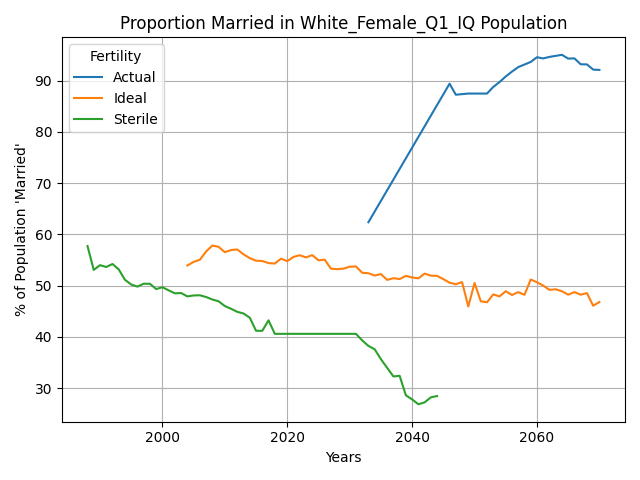 Proportion Married in White_Female_Q1_IQ Population
Fertility
Actual
Ideal
Sterile
% of Population 'Married'
90
80
70
60
50
40
30
2000
2020
2040
2060
Years